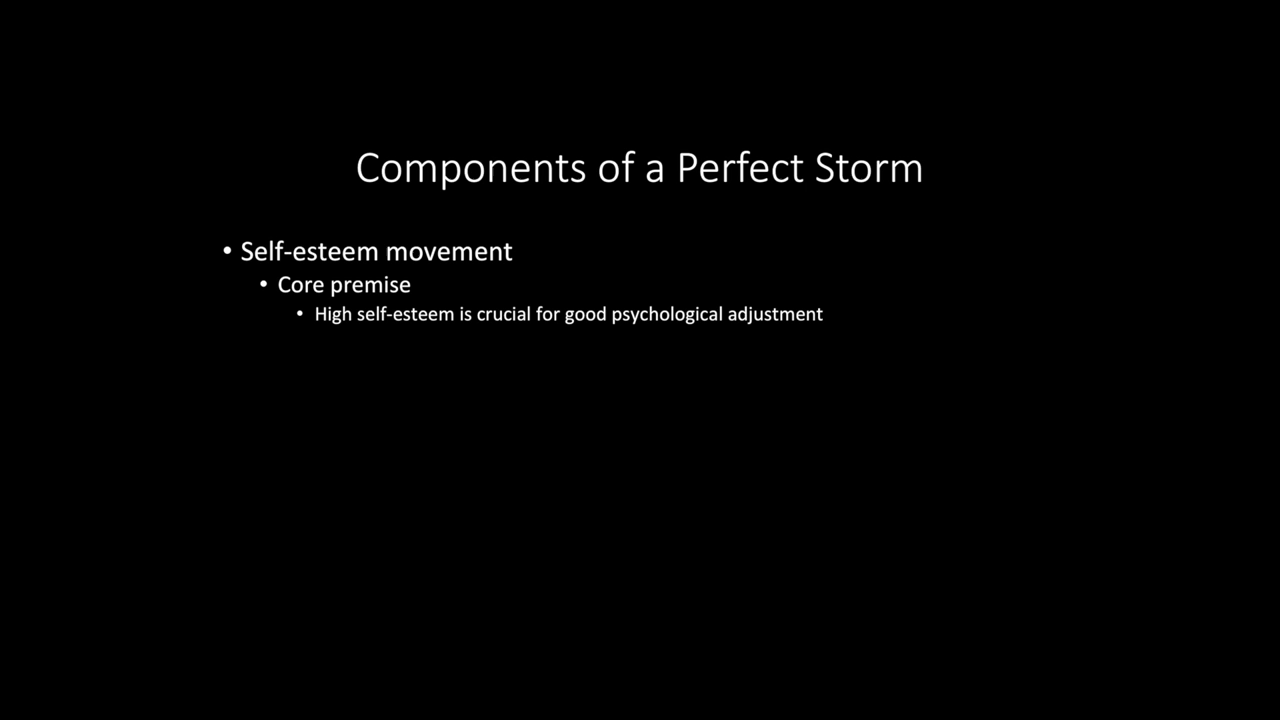 Components of a Perfect Storm
• Self-esteem movement
• Core premise
• High self-esteem is crucial for good psychological adjustment